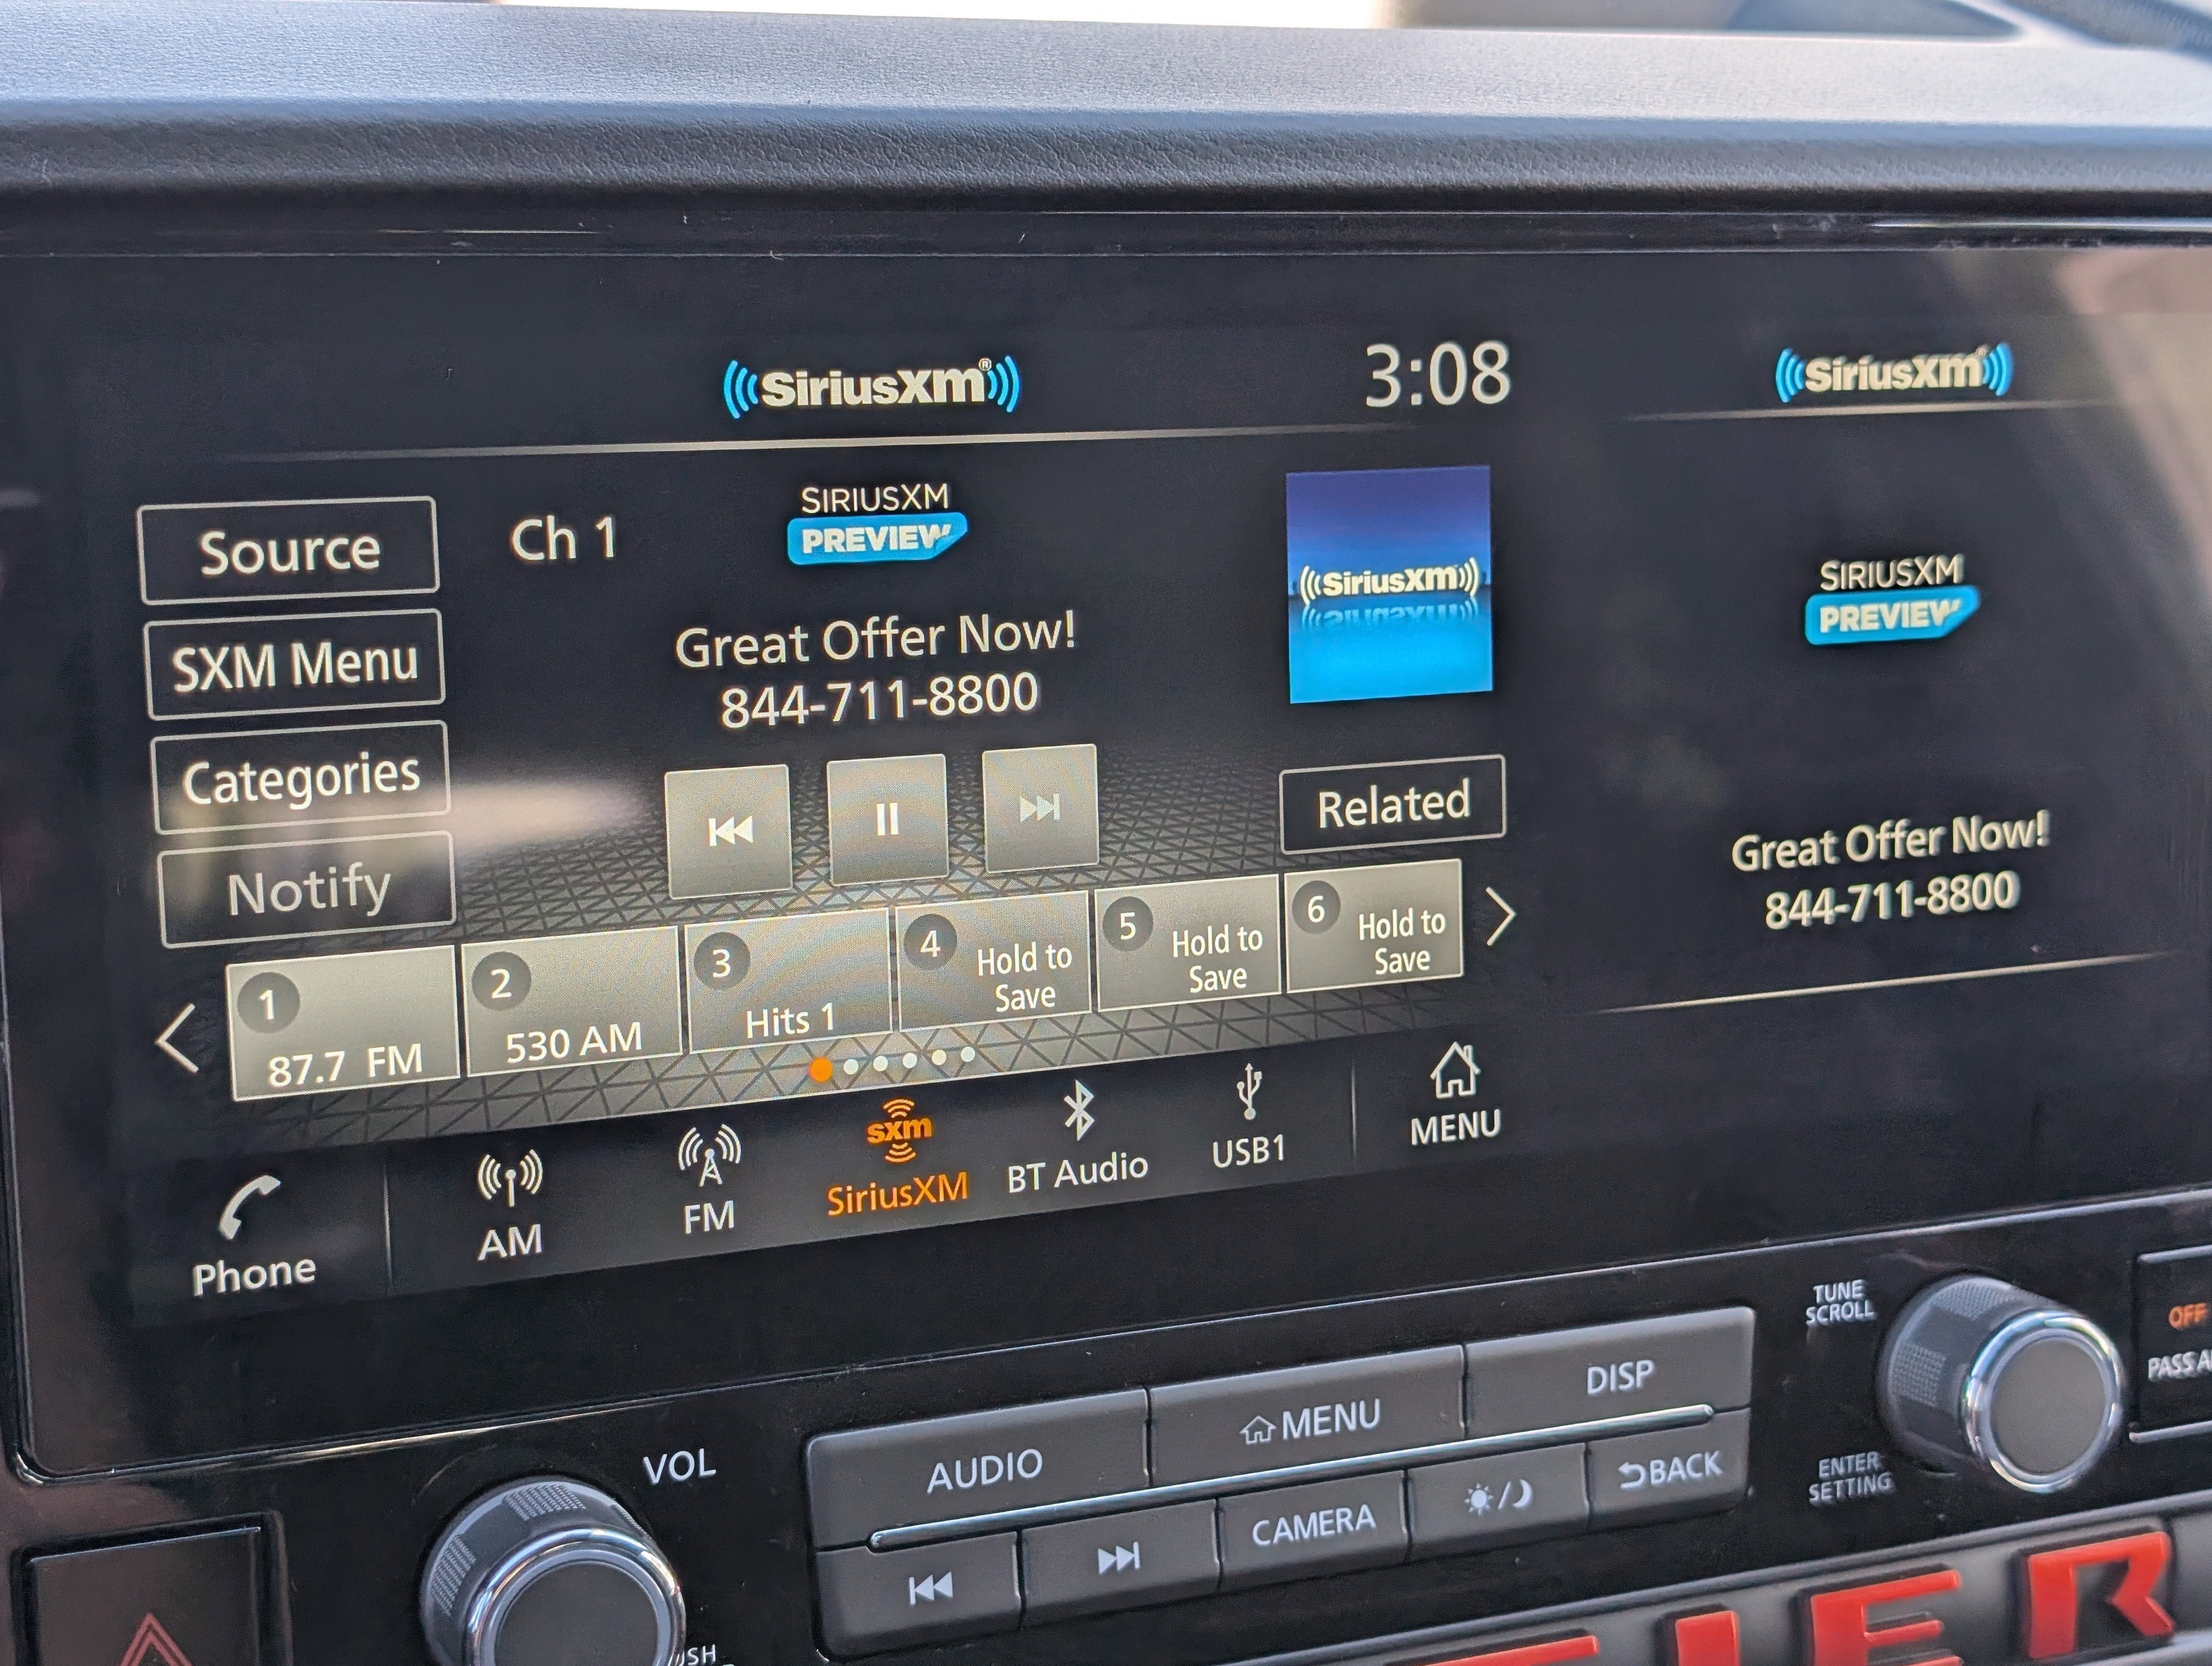 SiriusXM®
3:08
SiriusXM
Source
Ch 1
SIRIUSXM
PREVIEW
SiriusXM
SXM Menu
Great Offer Now!
844-711-8800
SIRIUSXM
PREVIEW
Categories
Related
Notify
Great Offer Now!
844-711-8800
1
87.7 FM
2
530 AM
3
Hits 1
4
Hold to
Save
5
Hold to
Save
6
Hold to
Save
Phone
AM
FM
sxm
SiriusXM
BT Audio
USB1
MENU
VOL
AUDIO
MENU
DISP
CAMERA
BACK
TUNE
SCROLL
ENTER
SETTING
OFF